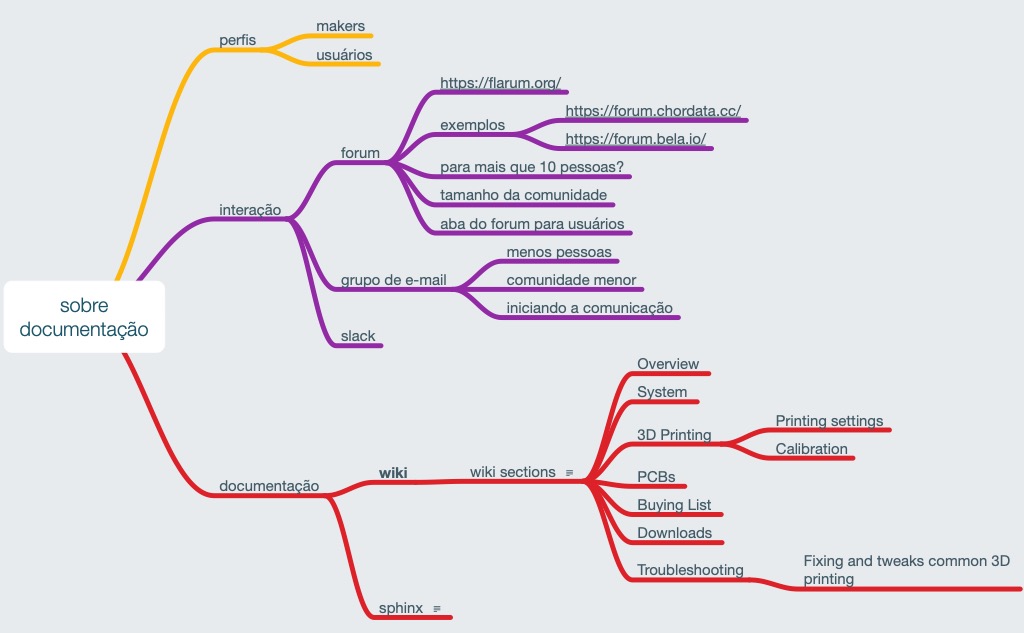 sobre
documentação
perfis
makers
usuários
interação
forum
https://flarum.org/
exemplos
https://forum.chordata.cc/
https://forum.bela.io/
para mais que 10 pessoas?
tamanho da comunidade
aba do forum para usuários
grupo de e-mail
menos pessoas
comunidade menor
iniciando a comunicação
slack
documentação
wiki
wiki sections
Overview
System
3D Printing
Printing settings
Calibration
PCBs
Buying List
Downloads
Troubleshooting
Fixing and tweaks common 3D
printing
sphinx